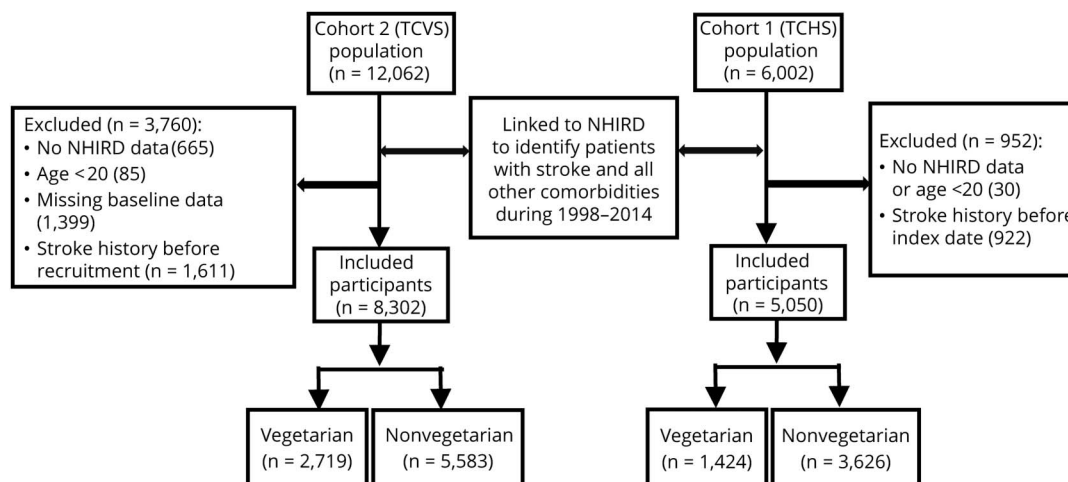 Cohort 2 (TCVS)
population
(n = 12,062)
Cohort 1 (TCHS)
population
(n = 6,002)
Excluded (n = 3,760):
• No NHIRD data (665)
• Age <20 (85)
• Missing baseline data
(1,399)
• Stroke history before
recruitment (n = 1,611)
Linked to NHIRD
to identify patients
with stroke and all
other comorbidities
during 1998–2014
Excluded (n = 952):
• No NHIRD data
or age <20 (30)
• Stroke history before
index date (922)
Included
participants
(n = 8,302)
Included
participants
(n = 5,050)
Vegetarian
(n = 2,719)
Nonvegetarian
(n = 5,583)
Vegetarian
(n = 1,424)
Nonvegetarian
(n = 3,626)